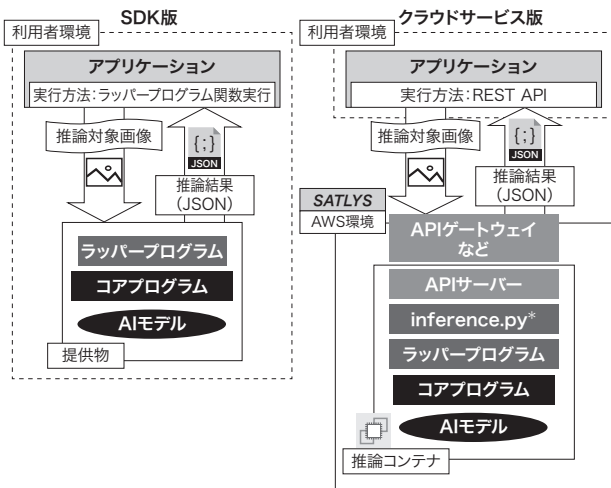 SDK版
利用者環境
アプリケーション
実行方法:ラッパープログラム関数実行
推論対象画像
{;}
JSON
推論結果
(JSON)
ラッパープログラム
コアプログラム
AIモデル
提供物
クラウドサービス版
利用者環境
アプリケーション
実行方法:REST API
推論対象画像
{;}
JSON
推論結果
(JSON)
SATLYS
AWS環境
APIゲートウェイ
など
APIサーバー
inference.py*
ラッパープログラム
コアプログラム
AIモデル
推論コンテナ